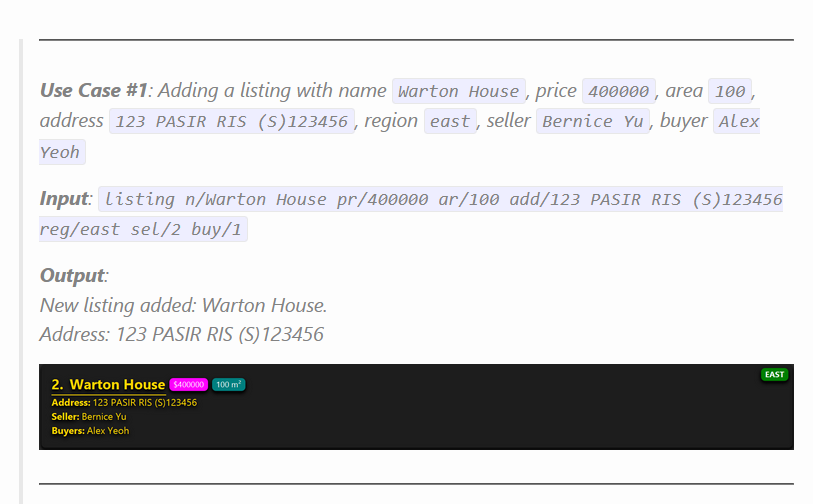 Use Case #1: Adding a listing with name Warton House, price 400000, area 100,
address 123 PASIR RIS (S)123456, region east, seller Bernice Yu, buyer Alex
Yeoh
Input: listing n/Warton House pr/400000 ar/100 add/123 PASIR RIS (S)123456
reg/east sel/2 buy/1
Output:
New listing added: Warton House.
Address: 123 PASIR RIS (S)123456
2. Warton House $400000 100 m² EAST
Address: 123 PASIR RIS (S)123456
Seller: Bernice Yu
Buyers: Alex Yeoh